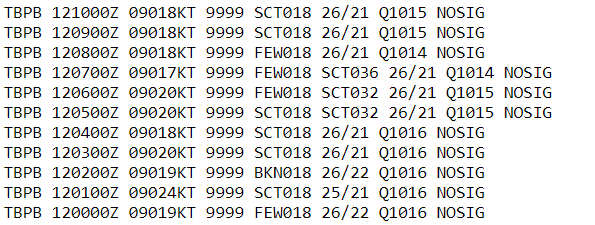 TBPB 121000Z 09018KT 9999 SCT018 26/21 Q1015 NOSIG
TBPB 120900Z 09018KT 9999 SCT018 26/21 Q1015 NOSIG
TBPB 120800Z 09018KT 9999 FEW018 26/21 Q1014 NOSIG
TBPB 120700Z 09017KT 9999 FEW018 SCT036 26/21 Q1014 NOSIG
TBPB 120600Z 09020KT 9999 FEW018 SCT032 26/21 Q1015 NOSIG
TBPB 120500Z 09020KT 9999 SCT018 SCT032 26/21 Q1015 NOSIG
TBPB 120400Z 09018KT 9999 SCT018 26/21 Q1016 NOSIG
TBPB 120300Z 09020KT 9999 SCT018 26/21 Q1016 NOSIG
TBPB 120200Z 09019KT 9999 BKN018 26/22 Q1016 NOSIG
TBPB 120100Z 09024KT 9999 SCT018 25/21 Q1016 NOSIG
TBPB 120000Z 09019KT 9999 FEW018 26/22 Q1016 NOSIG